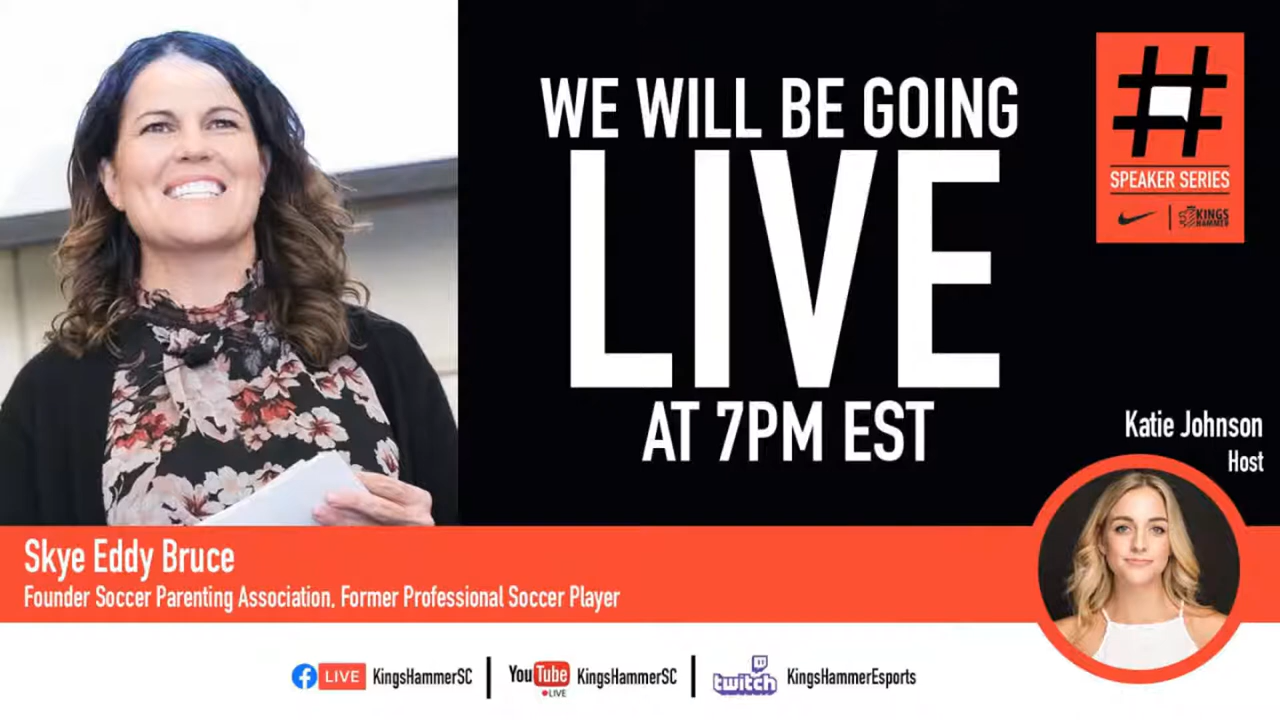 WE WILL BE GOING
LIVE
AT 7PM EST
#
SPEAKER SERIES
KINGS
HAMMER
Katie Johnson
Host
Skye Eddy Bruce
Founder Soccer Parenting Association, Former Professional Soccer Player
LIVE KingsHammerSC
YouTube KingsHammerSC
LIVE
twitch KingsHammerEsports